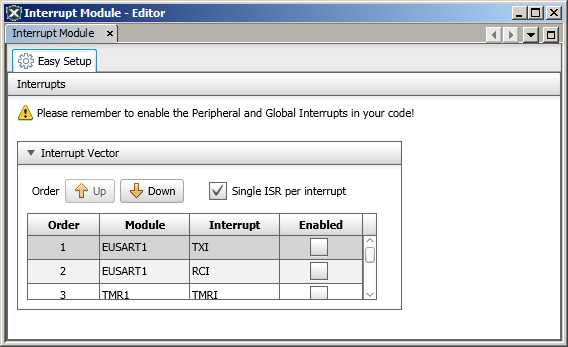 Interrupt Module - Editor
Interrupt Module
Easy Setup
Interrupts
Please remember to enable the Peripheral and Global Interrupts in your code!
Interrupt Vector
Order Up Down Single ISR per interrupt
Order Module Interrupt Enabled
1 EUSART1 TXI
2 EUSART1 RCI
3 TMR1 TMRI